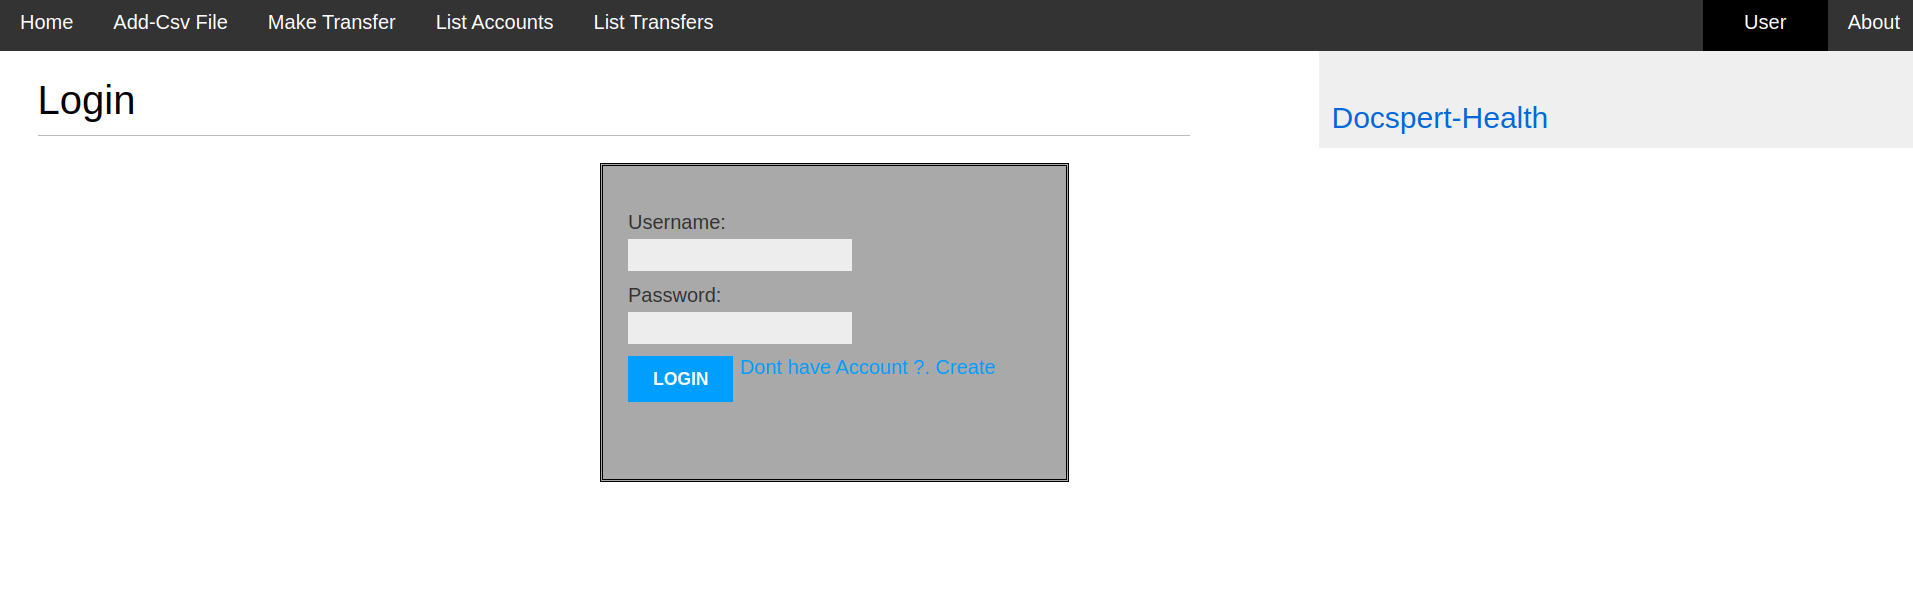 Home Add-Csv File Make Transfer List Accounts List Transfers User About
Login
Docspert-Health
Username:
Password:
LOGIN Dont have Account ?. Create